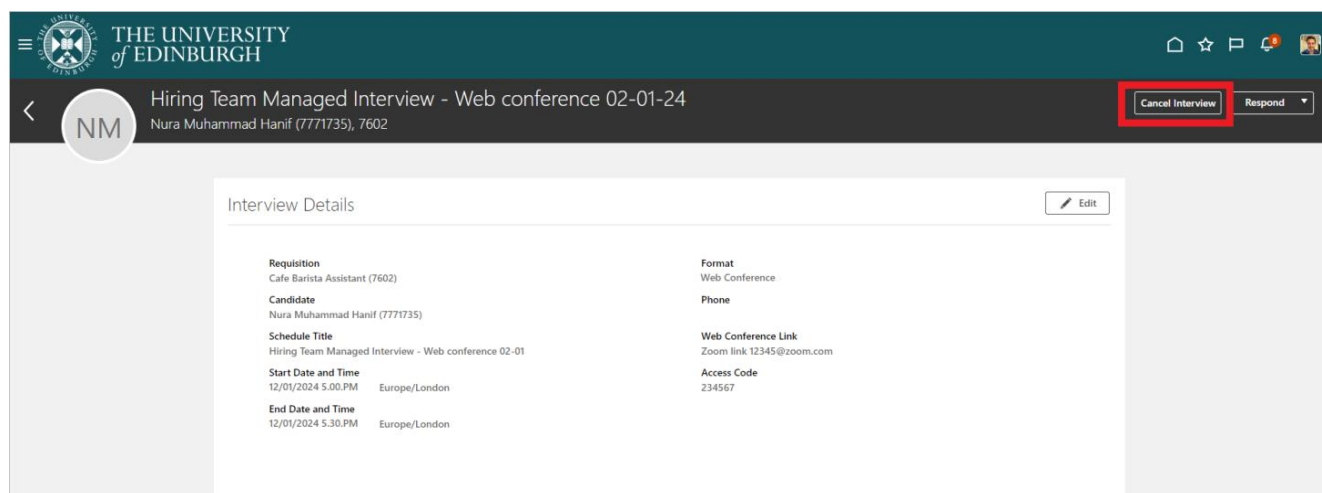 THE UNIVERSITY
of EDINBURGH
8
Hiring Team Managed Interview - Web conference 02-01-24
NM
Nura Muhammad Hanif (7771735), 7602
Cancel Interview
Respond
Interview Details
Edit
Requisition
Cafe Barista Assistant (7602)
Candidate
Nura Muhammad Hanif (7771735)
Schedule Title
Hiring Team Managed Interview - Web conference 02-01
Start Date and Time
12/01/2024 5.00.PM Europe/London
End Date and Time
12/01/2024 5.30.PM Europe/London
Format
Web Conference
Phone
Web Conference Link
Zoom link 12345@zoom.com
Access Code
234567